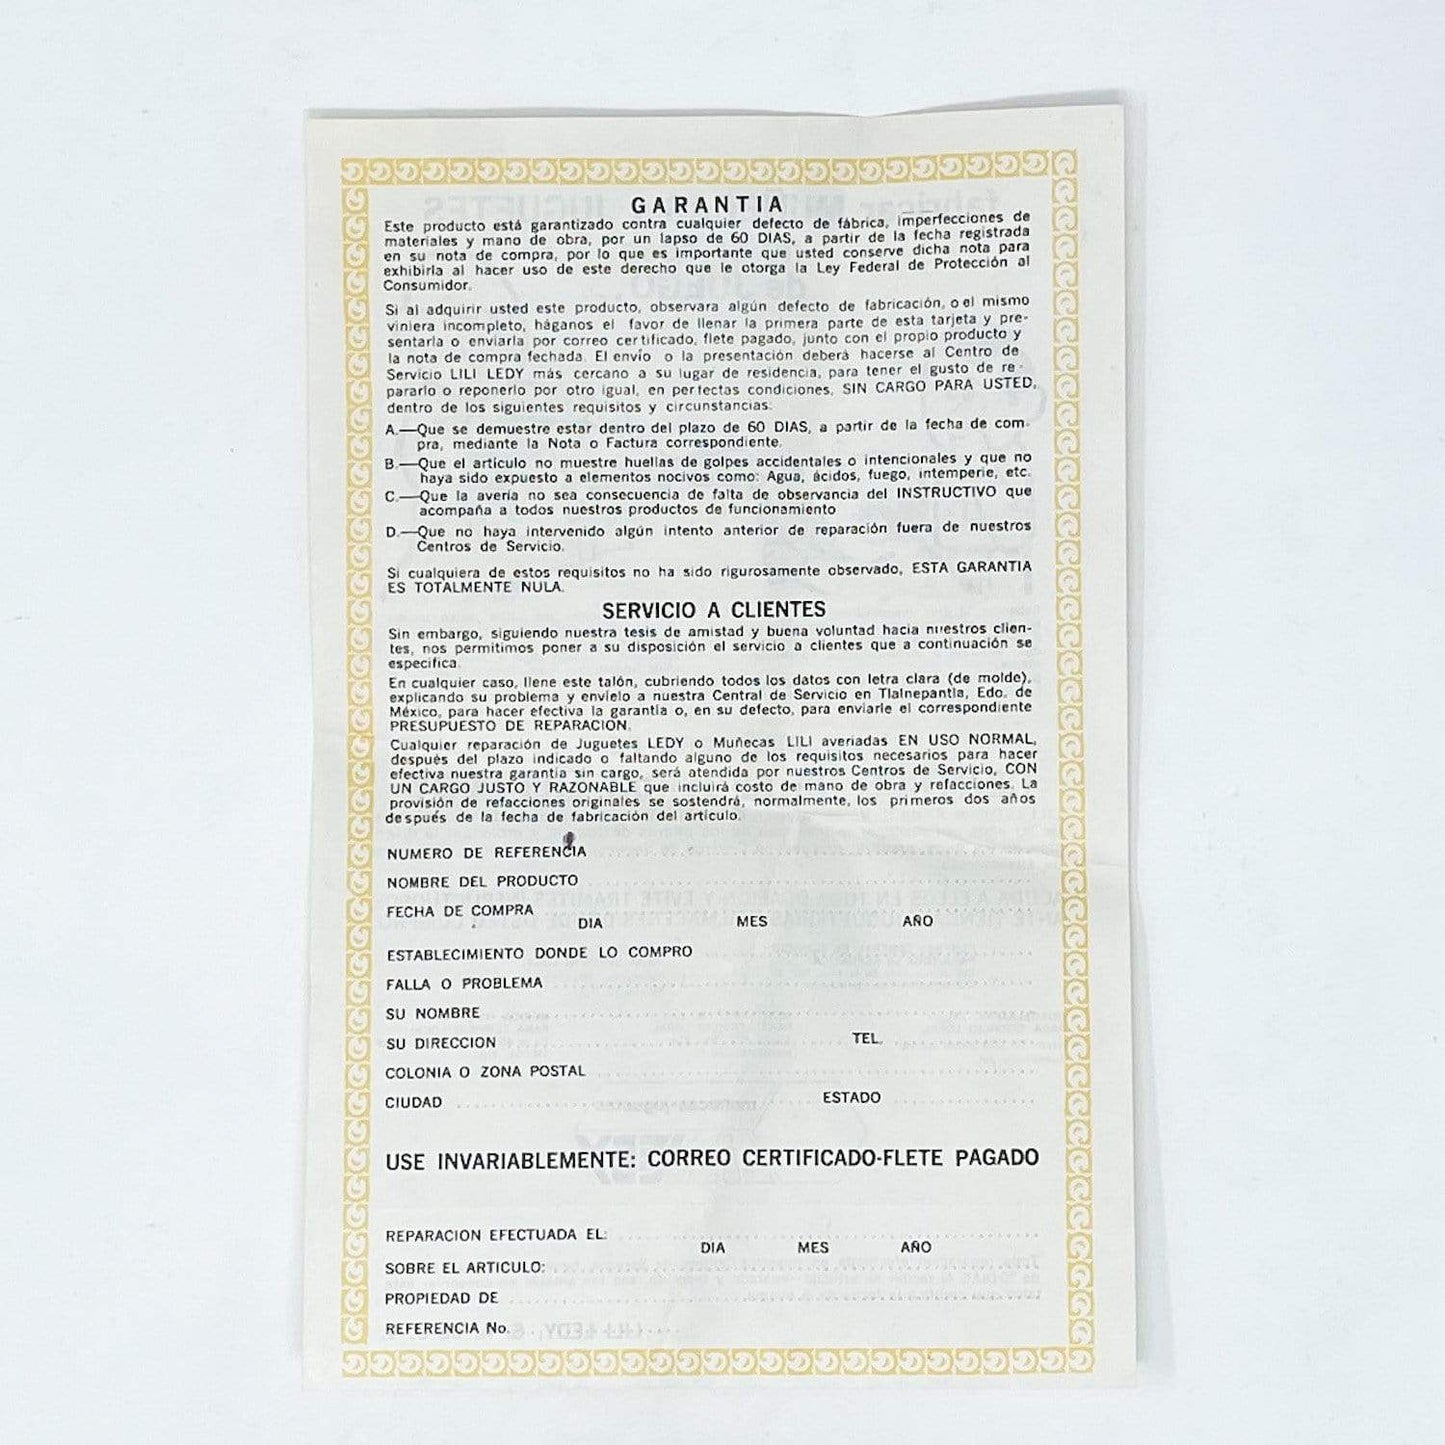 GARANTIA
Este producto está garantizado contra cualquier defecto de fábrica, imperfecciones de
materiales y mano de obra, por un lapso de 60 DIAS, a partir de la fecha registrada
en su nota de compra, por lo que es importante que usted conserve dicha nota para
exhibirla al hacer uso de este derecho que le otorga la Ley Federal de Protección al
Consumidor.
Si al adquirir usted este producto, observara algún defecto de fabricación, o el mismo
viniera incompleto, háganos el favor de llenar la primera parte de esta tarjeta y pre-
sentarla o enviarla por correo certificado, flete pagado, junto con el propio producto y
la nota de compra fechada. El envío o la presentación deberá hacerse al Centro de
Servicio LILI LEDY más cercano a su lugar de residencia, para tener el gusto de re-
pararlo o reponerlo por otro igual, en perfectas condiciones, SIN CARGO PARA USTED,
dentro de los siguientes requisitos y circunstancias:
A.—Que se demuestre estar dentro del plazo de 60 DIAS, a partir de la fecha de com-
pra, mediante la Nota o Factura correspondiente.
B.—Que el artículo no muestre huellas de golpes accidentales o intencionales y que no
haya sido expuesto a elementos nocivos como: Agua, ácidos, fuego, intemperie, etc.
C.—Que la avería no sea consecuencia de falta de observancia del INSTRUCTIVO que
acompaña a todos nuestros productos de funcionamiento
D.—Que no haya intervenido algún intento anterior de reparación fuera de nuestros
Centros de Servicio.
Si cualquiera de estos requisitos no ha sido rigurosamente observado, ESTA GARANTIA
ES TOTALMENTE NULA.
SERVICIO A CLIENTES
Sin embargo, siguiendo nuestra tesis de amistad y buena voluntad hacia nuestros clien-
tes, nos permitimos poner a su disposición el servicio a clientes que a continuación se
especifica.
En cualquier caso, llene este talón, cubriendo todos los datos con letra clara (de molde),
explicando su problema y envíelo a nuestra Central de Servicio en Tlalnepantla, Edo. de
México, para hacer efectiva la garantía o, en su defecto, para enviarle el correspondiente
PRESUPUESTO DE REPARACION.
Cualquier reparación de Juguetes LEDY o Muñecas LILI averiadas EN USO NORMAL,
después del plazo indicado o faltando alguno de los requisitos necesarios para hacer
efectiva nuestra garantía sin cargo, será atendida por nuestros Centros de Servicio, CON
UN CARGO JUSTO Y RAZONABLE que incluirá costo de mano de obra y refacciones. La
provisión de refacciones originales se sostendrá, normalmente, los primeros dos años
después de la fecha de fabricación del artículo.
NUMERO DE REFERENCIA
NOMBRE DEL PRODUCTO
FECHA DE COMPRA
DIA MES AÑO
ESTABLECIMIENTO DONDE LO COMPRO
FALLA O PROBLEMA
SU NOMBRE
SU DIRECCION TEL.
COLONIA O ZONA POSTAL
CIUDAD ESTADO
USE INVARIABLEMENTE: CORREO CERTIFICADO-FLETE PAGADO
REPARACION EFECTUADA EL:
DIA MES AÑO
SOBRE EL ARTICULO:
PROPIEDAD DE
REFERENCIA No.